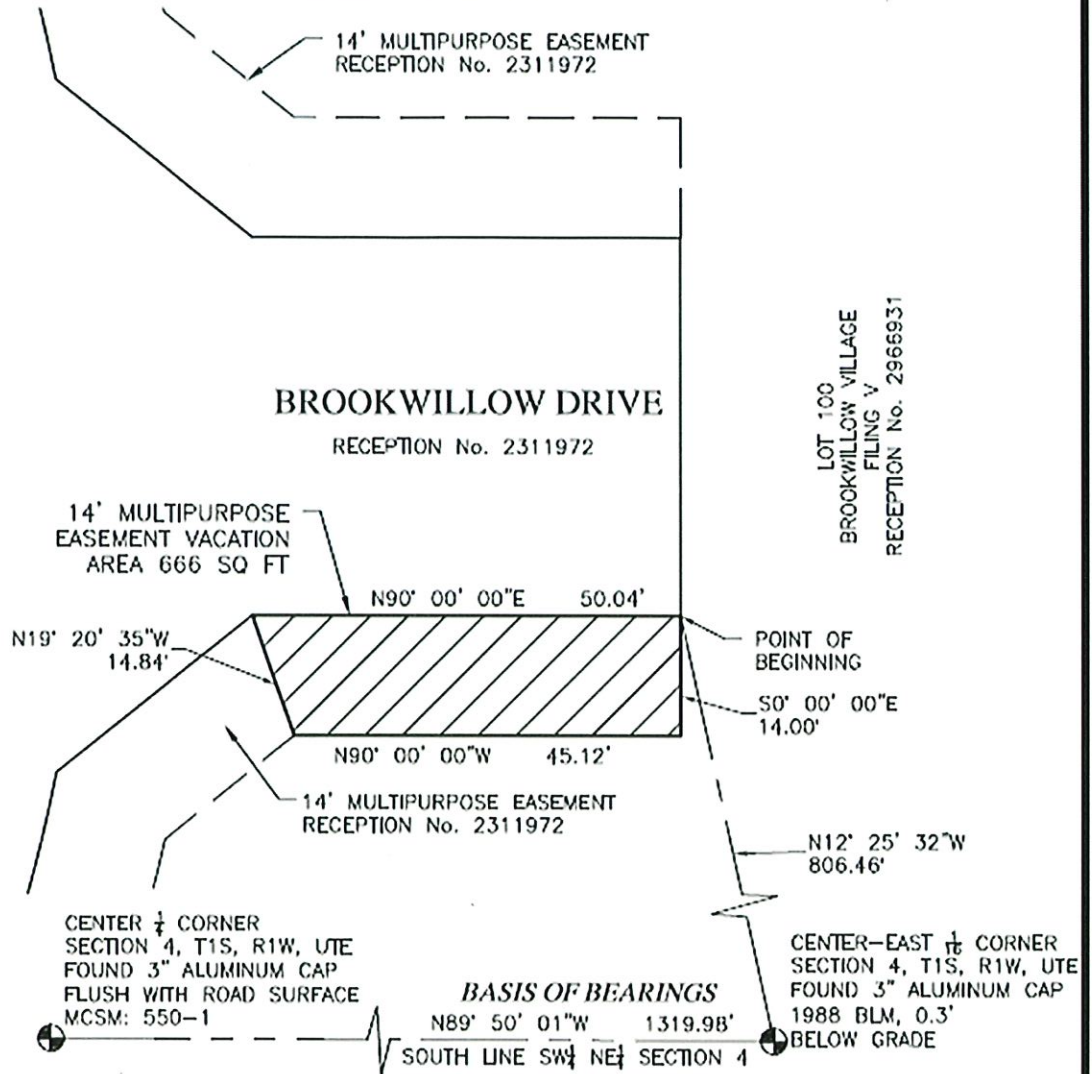 14' MULTIPURPOSE EASEMENT
RECEPTION No. 2311972
BROOKWILLOW DRIVE
RECEPTION No. 2311972
LOT 100
BROOKWILLOW VILLAGE
FILING V
RECEPTION No. 2966931
14' MULTIPURPOSE
EASEMENT VACATION
AREA 666 SQ FT
N90° 00' 00"E 50.04'
N19° 20' 35"W
14.84'
POINT OF
BEGINNING
S0° 00' 00"E
14.00'
N90° 00' 00"W 45.12'
14' MULTIPURPOSE EASEMENT
RECEPTION No. 2311972
N12° 25' 32"W
806.46'
CENTER 1/4 CORNER
SECTION 4, T1S, R1W, UTE
FOUND 3" ALUMINUM CAP
FLUSH WITH ROAD SURFACE
MCSM: 550-1
BASIS OF BEARINGS
N89° 50' 01"W 1319.98'
SOUTH LINE SW1/4 NE1/4 SECTION 4
CENTER-EAST 1/16 CORNER
SECTION 4, T1S, R1W, UTE
FOUND 3" ALUMINUM CAP
1988 BLM, 0.3'
BELOW GRADE